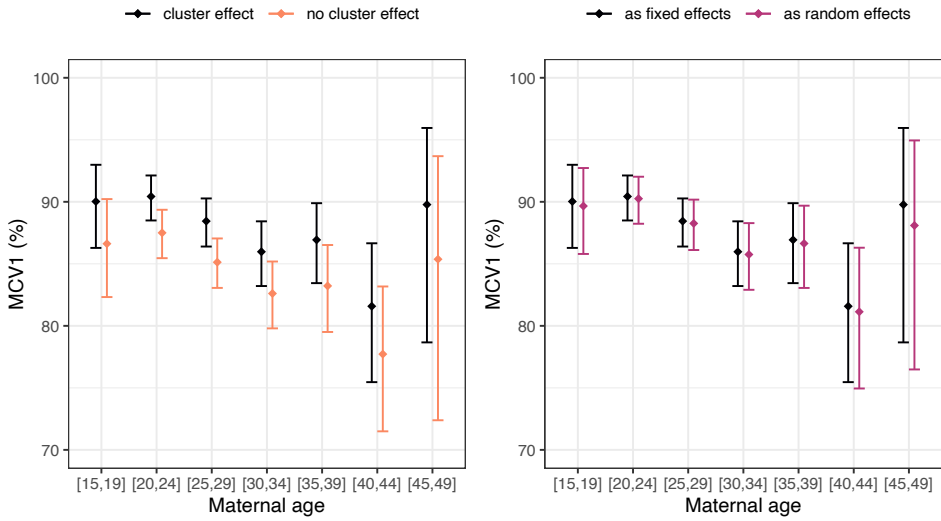 cluster effect no cluster effect
100
90
80
70
MCV1 (%)
[15,19] [20,24] [25,29] [30,34] [35,39] [40,44] [45,49]
Maternal age
as fixed effects as random effects
100
90
80
70
MCV1 (%)
[15,19] [20,24] [25,29] [30,34] [35,39] [40,44] [45,49]
Maternal age